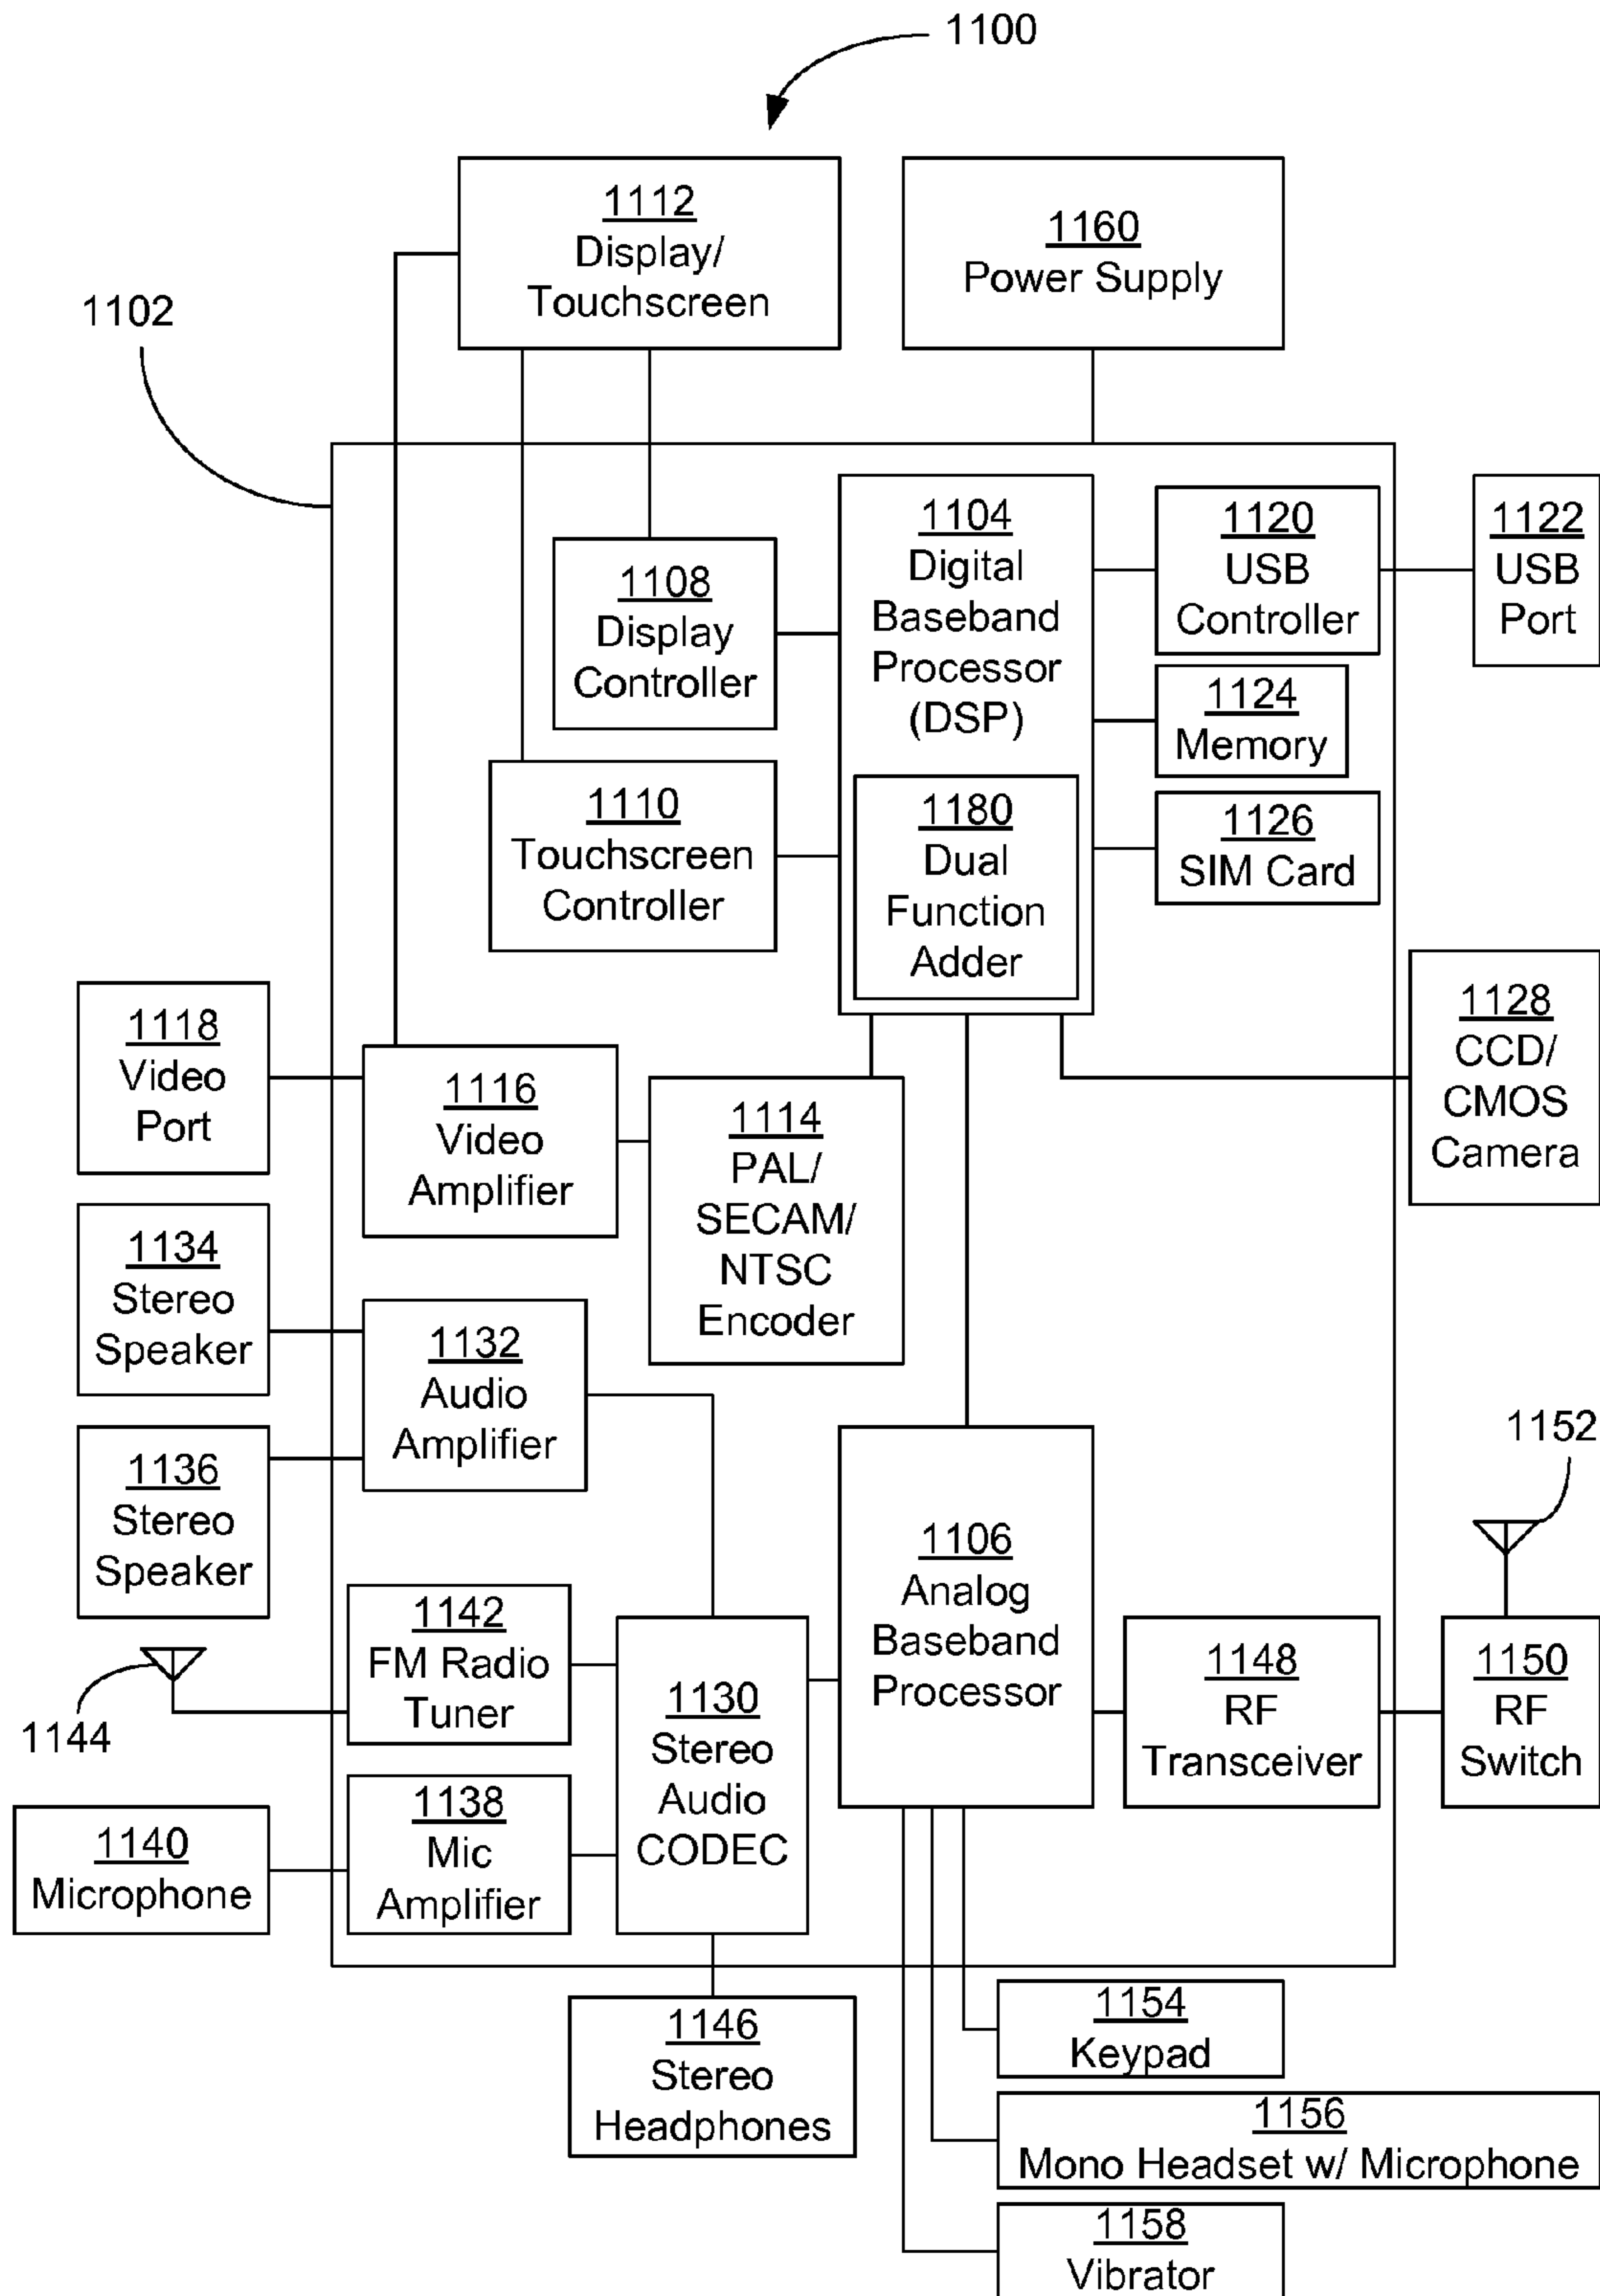 1100
1112
Display/
Touchscreen
1160
Power Supply
1102
1104
Digital
Baseband
Processor
(DSP)
1120
USB
Controller
1122
USB
Port
1108
Display
Controller
1124
Memory
1110
Touchscreen
Controller
1180
Dual
Function
Adder
1126
SIM Card
1118
Video
Port
1116
Video
Amplifier
1114
PAL/
SECAM/
NTSC
Encoder
1128
CCD/
CMOS
Camera
1134
Stereo
Speaker
1132
Audio
Amplifier
1136
Stereo
Speaker
1152
1106
Analog
Baseband
Processor
1142
FM Radio
Tuner
1144
1130
Stereo
Audio
CODEC
1148
RF
Transceiver
1150
RF
Switch
1140
Microphone
1138
Mic
Amplifier
1146
Stereo
Headphones
1154
Keypad
1156
Mono Headset w/ Microphone
1158
Vibrator